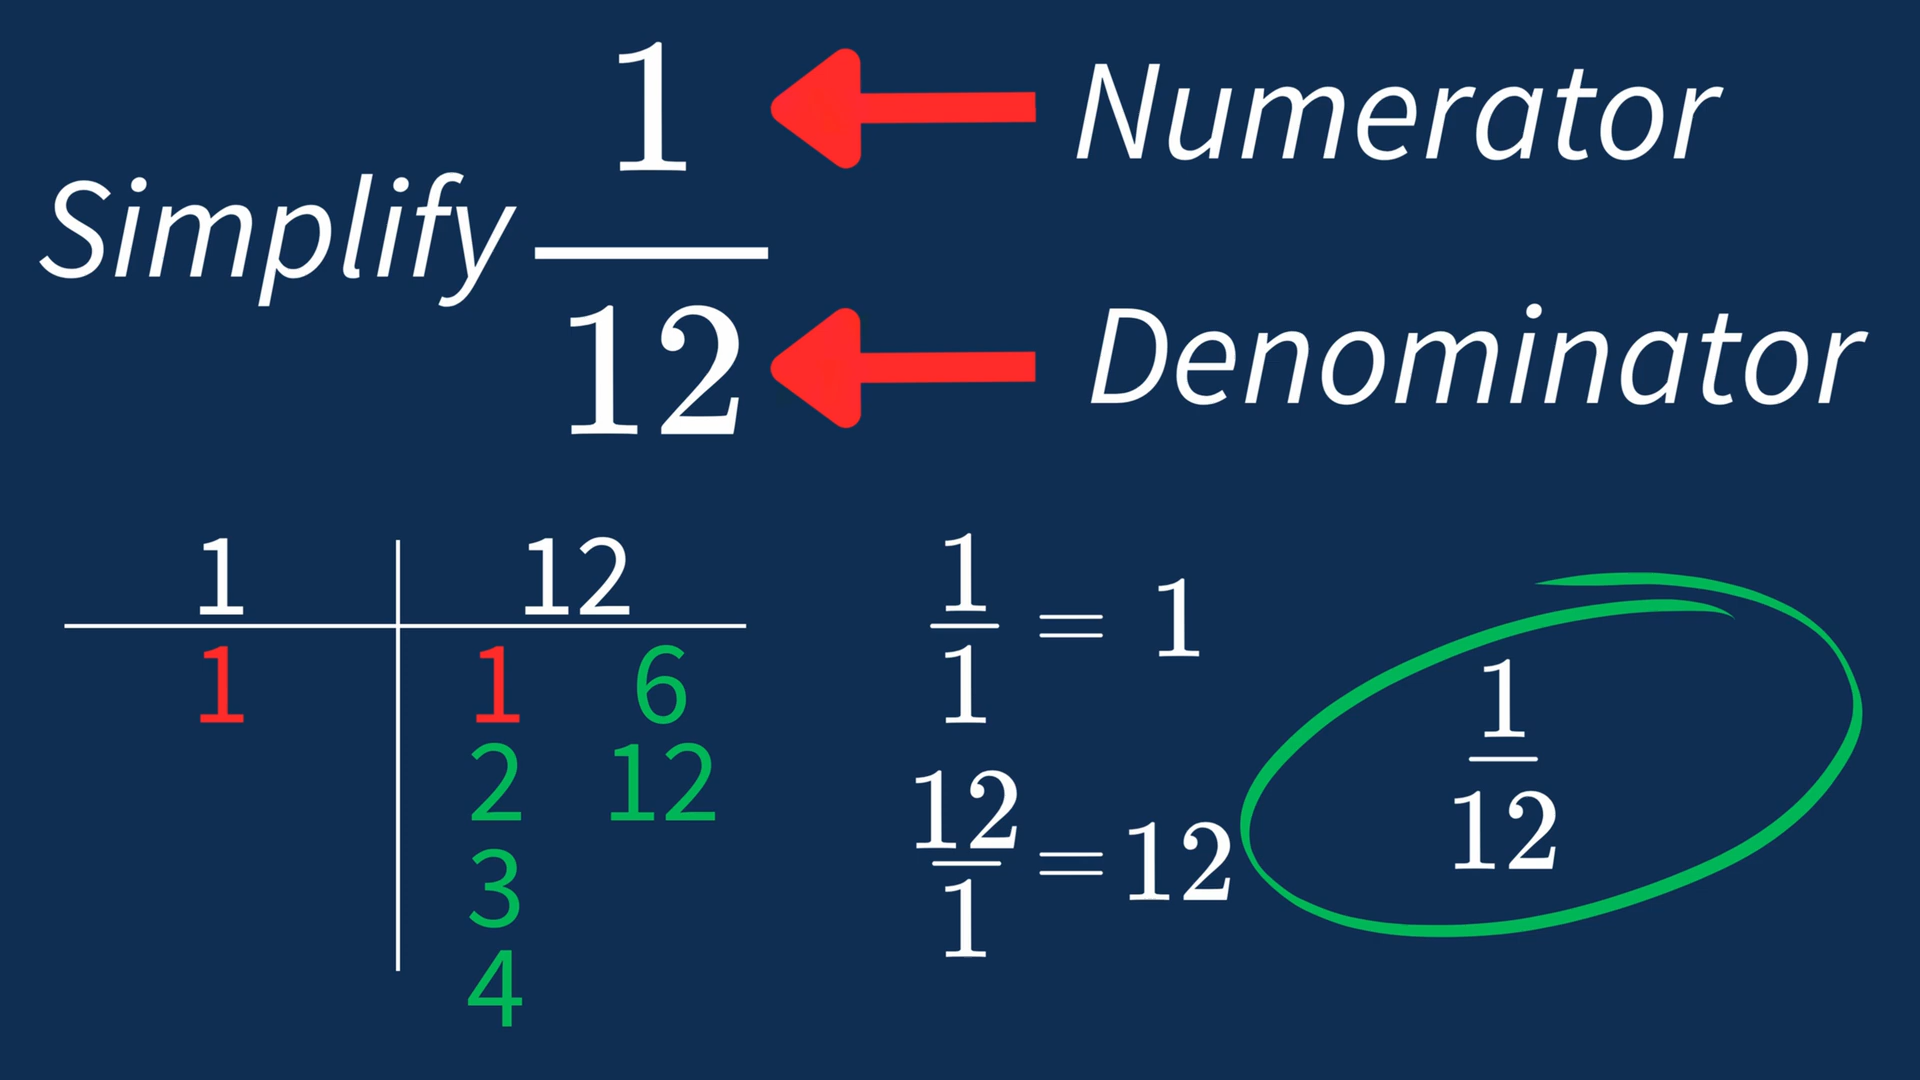 Simplify 1/12
Numerator
Denominator
1 12
1 1 6
2 12
3
4
1/1 = 1
12/1 = 12
1/12